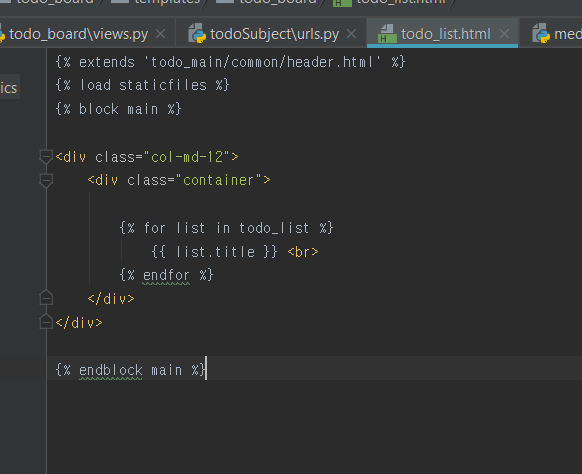 todo_board templates todo_board todo_list.html
todo_board\views.py todoSubject\urls.py todo_list.html med
ics
{% extends 'todo_main/common/header.html' %}
{% load staticfiles %}
{% block main %}
<div class="col-md-12">
<div class="container">
{% for list in todo_list %}
{{ list.title }} <br>
{% endfor %}
</div>
</div>
{% endblock main %}